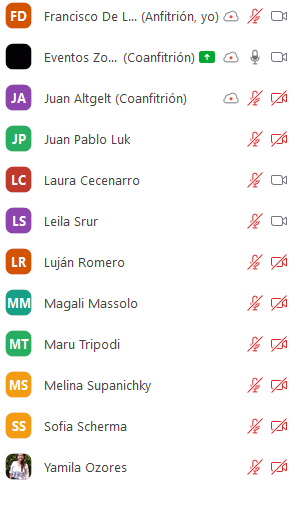 FD Francisco De L... (Anfitrión, yo)
Eventos Zo... (Coanfitrión)
JA Juan Altgelt (Coanfitrión)
JP Juan Pablo Luk
LC Laura Cecenarro
LS Leila Srur
LR Luján Romero
MM Magali Massolo
MT Maru Tripodi
MS Melina Supanichky
SS Sofia Scherma
Yamila Ozores